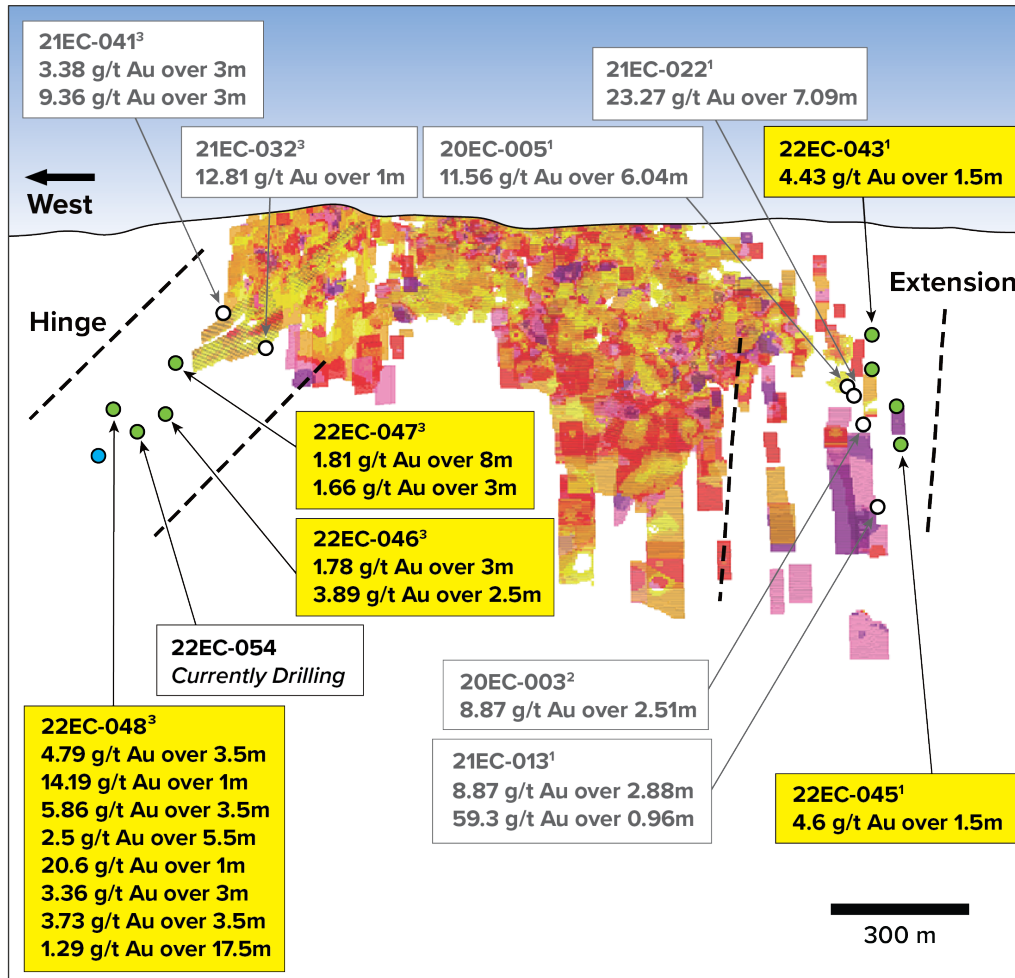 21EC-041³
3.38 g/t Au over 3m
9.36 g/t Au over 3m
21EC-022¹
23.27 g/t Au over 7.09m
21EC-032³
12.81 g/t Au over 1m
20EC-005¹
11.56 g/t Au over 6.04m
22EC-043¹
4.43 g/t Au over 1.5m
West
Hinge
Extension
22EC-047³
1.81 g/t Au over 8m
1.66 g/t Au over 3m
22EC-046³
1.78 g/t Au over 3m
3.89 g/t Au over 2.5m
22EC-054
Currently Drilling
20EC-003²
8.87 g/t Au over 2.51m
22EC-048³
4.79 g/t Au over 3.5m
14.19 g/t Au over 1m
5.86 g/t Au over 3.5m
2.5 g/t Au over 5.5m
20.6 g/t Au over 1m
3.36 g/t Au over 3m
3.73 g/t Au over 3.5m
1.29 g/t Au over 17.5m
21EC-013¹
8.87 g/t Au over 2.88m
59.3 g/t Au over 0.96m
22EC-045¹
4.6 g/t Au over 1.5m
300 m